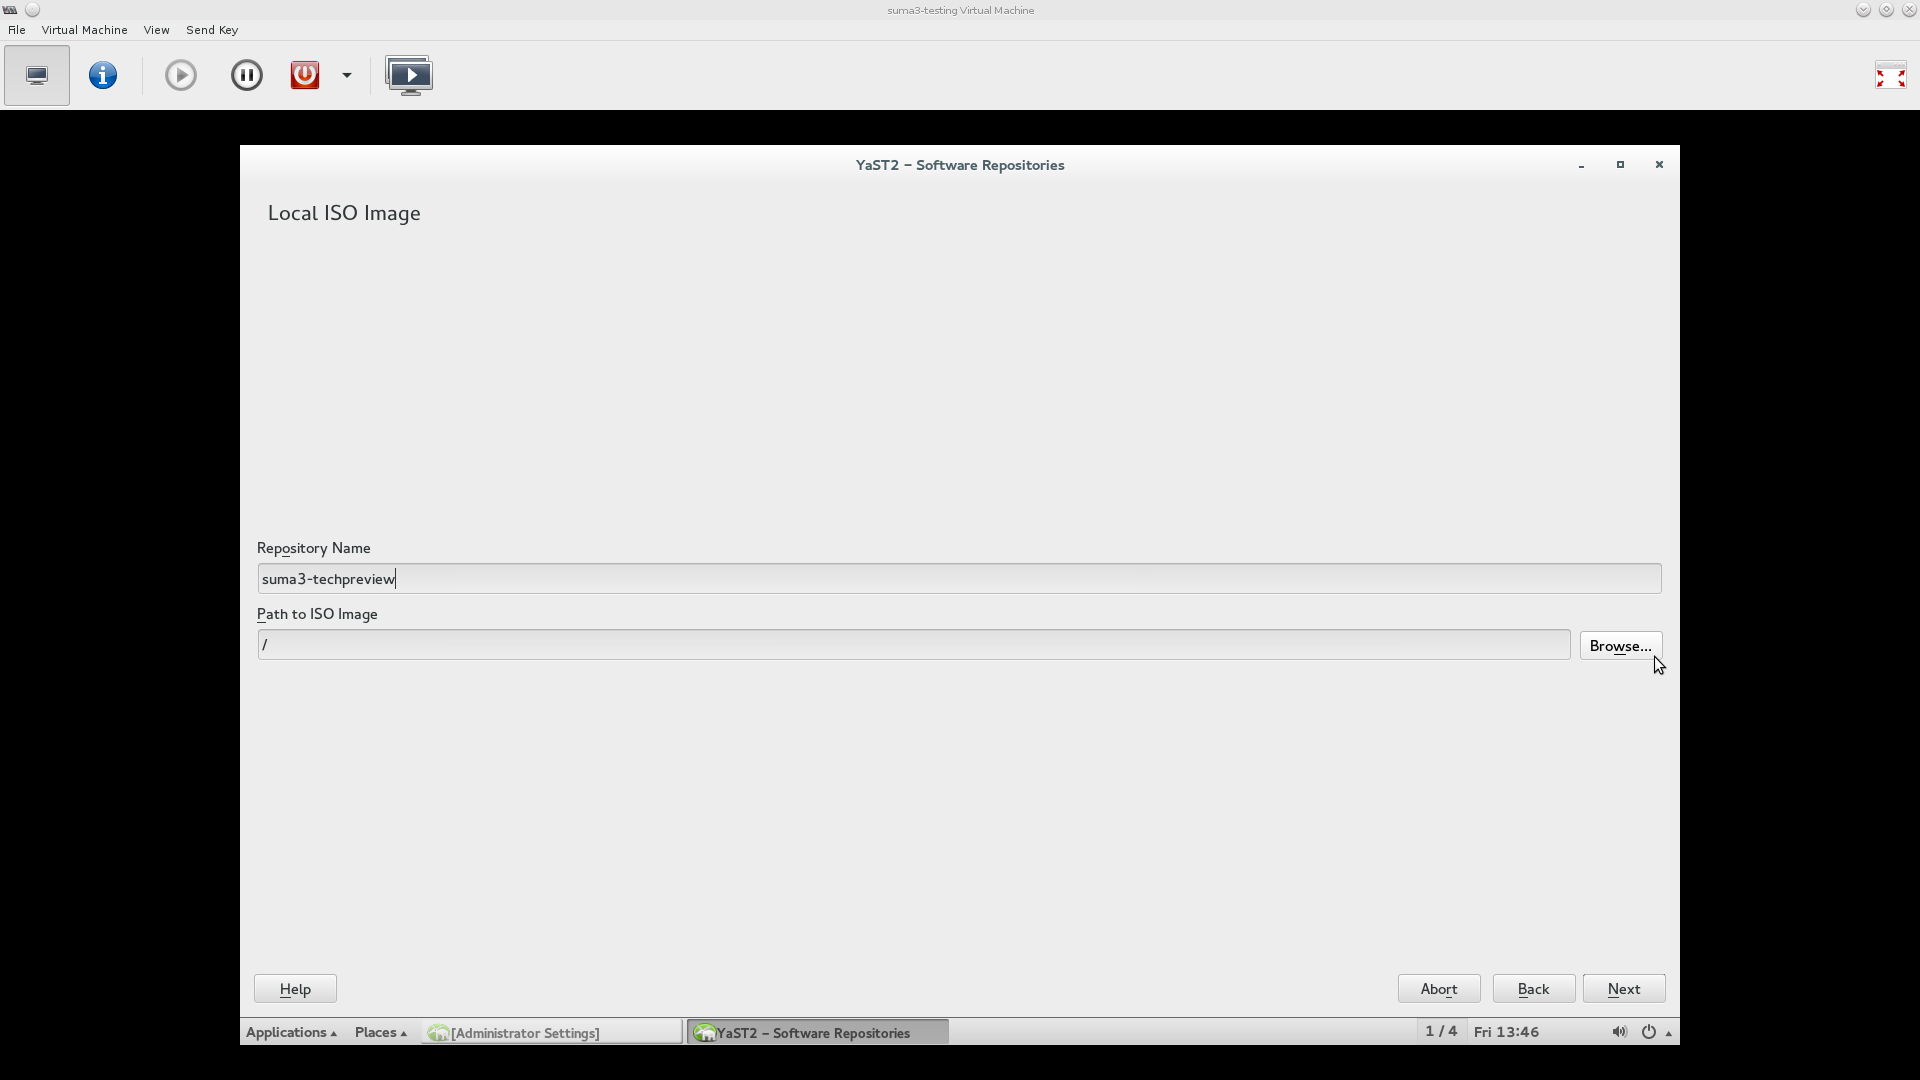 suma3-testing Virtual Machine
File Virtual Machine View Send Key
YaST2 – Software Repositories
Local ISO Image
Repository Name
suma3-techpreview
Path to ISO Image
/
Browse...
Help Abort Back Next
Applications Places [Administrator Settings] YaST2 – Software Repositories 1 / 4 Fri 13:46